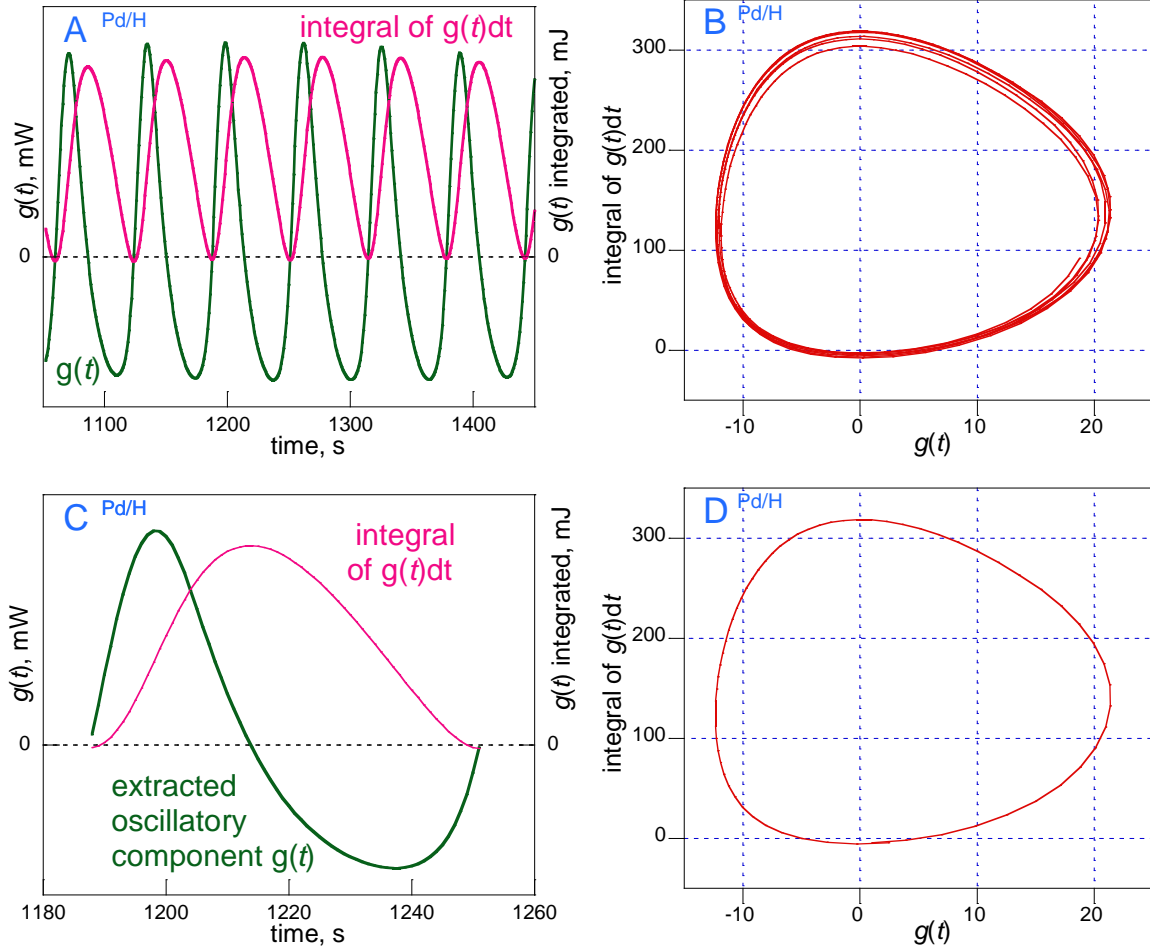 A Pd/H
integral of g(t)dt
g(t)
g(t), mW
0
g(t) integrated, mJ
0
1100 1200 1300 1400
time, s
B Pd/H
integral of g(t)dt
300
200
100
0
-10 0 10 20
g(t)
C Pd/H
integral
of g(t)dt
extracted
oscillatory
component g(t)
g(t), mW
0
g(t) integrated, mJ
0
1180 1200 1220 1240 1260
time, s
D Pd/H
integral of g(t)dt
300
200
100
0
-10 0 10 20
g(t)